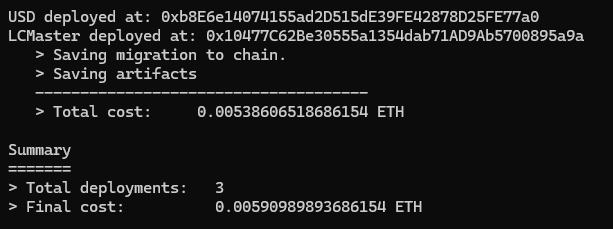 USD deployed at: 0xb8E6e14074155ad2D515dE39FE42878D25FE77a0
LCMaster deployed at: 0x10477C62Be30555a1354dab71AD9Ab5700895a9a
> Saving migration to chain.
> Saving artifacts
-------------------------------------
> Total cost: 0.00538606518686154 ETH
Summary
=======
> Total deployments: 3
> Final cost: 0.00590989893686154 ETH